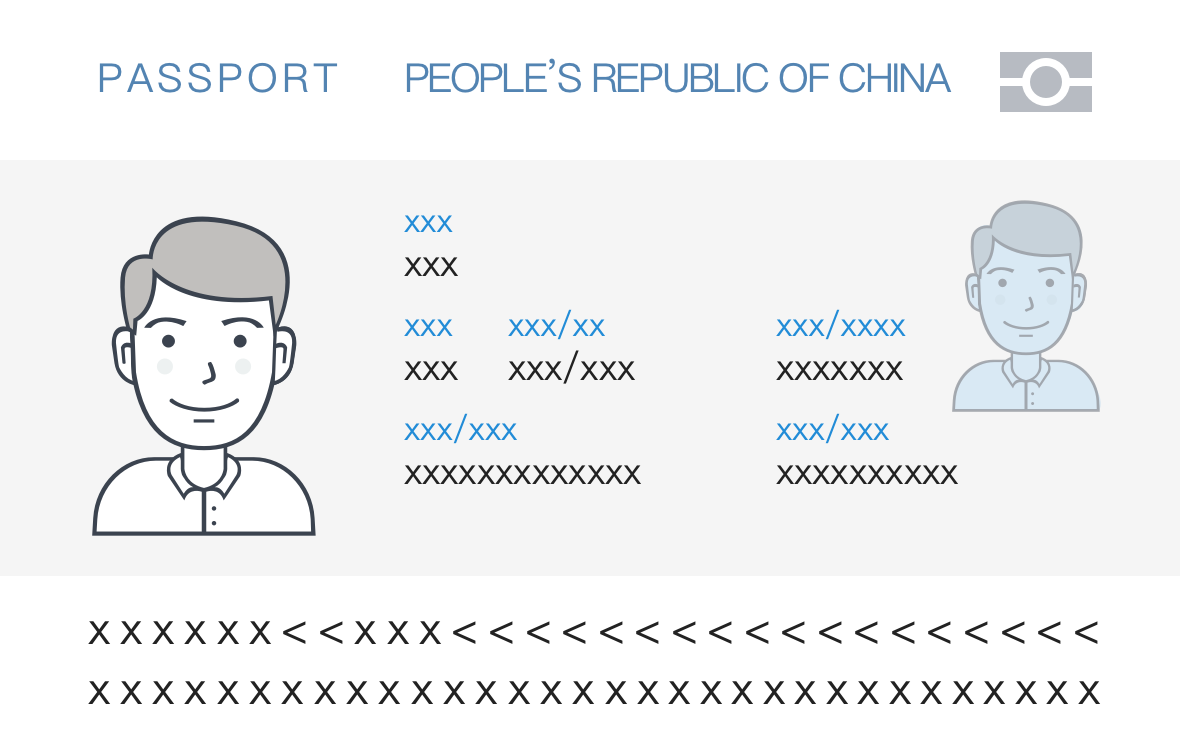 PASSPORT PEOPLE’S REPUBLIC OF CHINA
xxx
xxx
xxx xxx/xx xxx/xxxx
xxx xxx/xxx xxxxxxx
xxx/xxx xxx/xxx
xxxxxxxxxxxxx xxxxxxxxxx
xxxxxx<<xxx<<<<<<<<<<<<<<<<<<
xxxxxxxxxxxxxxxxxxxxxxxxxxxxxxxx